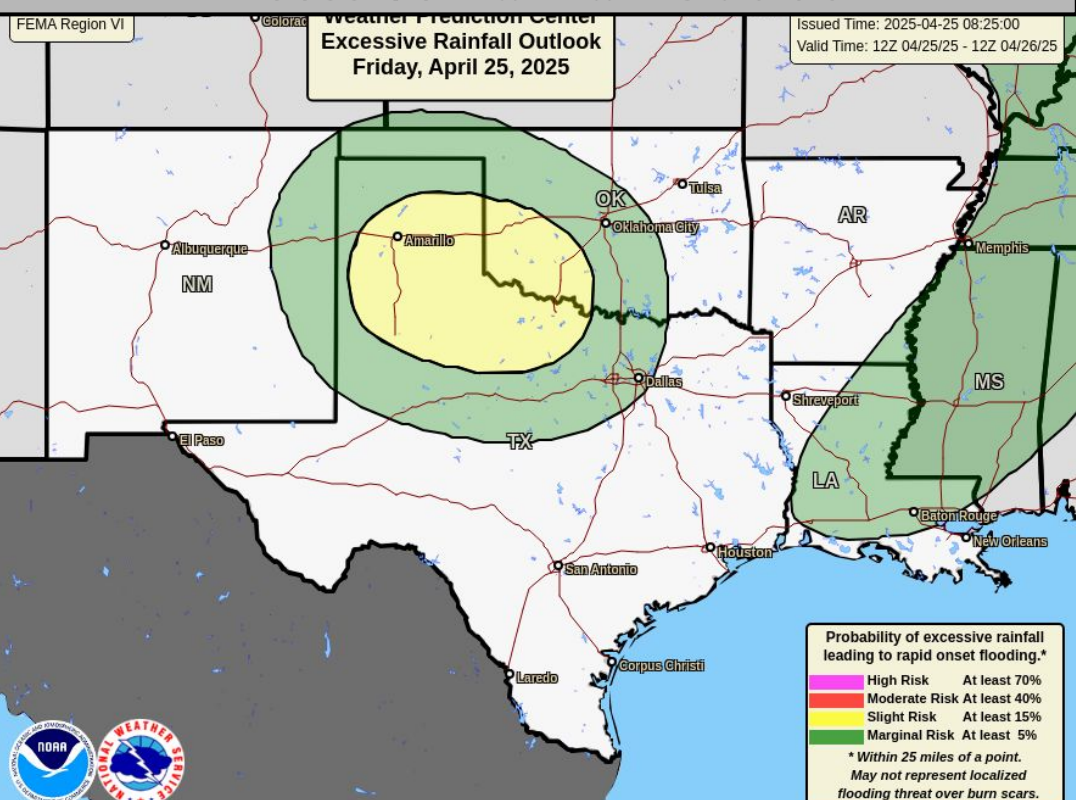 FEMA Region VI
Colorad
Weather Prediction Center
Excessive Rainfall Outlook
Friday, April 25, 2025
Issued Time: 2025-04-25 08:25:00
Valid Time: 12Z 04/25/25 - 12Z 04/26/25
OK
Tulsa
Oklahoma City
AR
Amarillo
Albuquerque
Memphis
NM
MS
Dallas
Shreveport
El Paso
TX
LA
Baton Rouge
New Orleans
Houston
San Antonio
Corpus Christi
Laredo
Probability of excessive rainfall
leading to rapid onset flooding.*
High Risk At least 70%
Moderate Risk At least 40%
Slight Risk At least 15%
Marginal Risk At least 5%
* Within 25 miles of a point.
May not represent localized
flooding threat over burn scars.
NOAA
NATIONAL WEATHER SERVICE